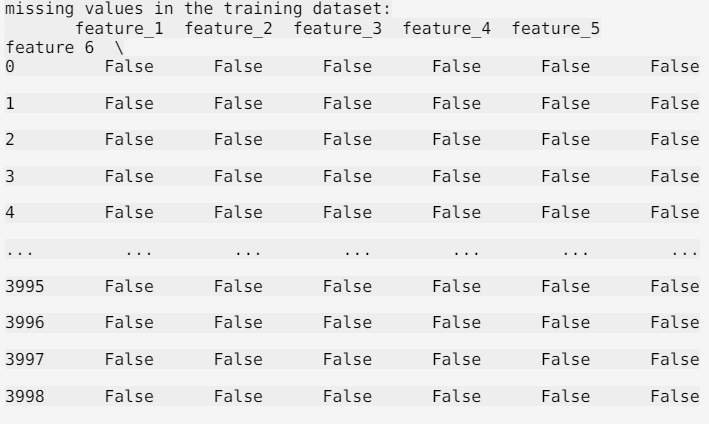 missing values in the training dataset:
feature_1 feature_2 feature_3 feature_4 feature_5
feature 6 \
0 False False False False False False
1 False False False False False False
2 False False False False False False
3 False False False False False False
4 False False False False False False
... ... ... ... ... ... ...
3995 False False False False False False
3996 False False False False False False
3997 False False False False False False
3998 False False False False False False